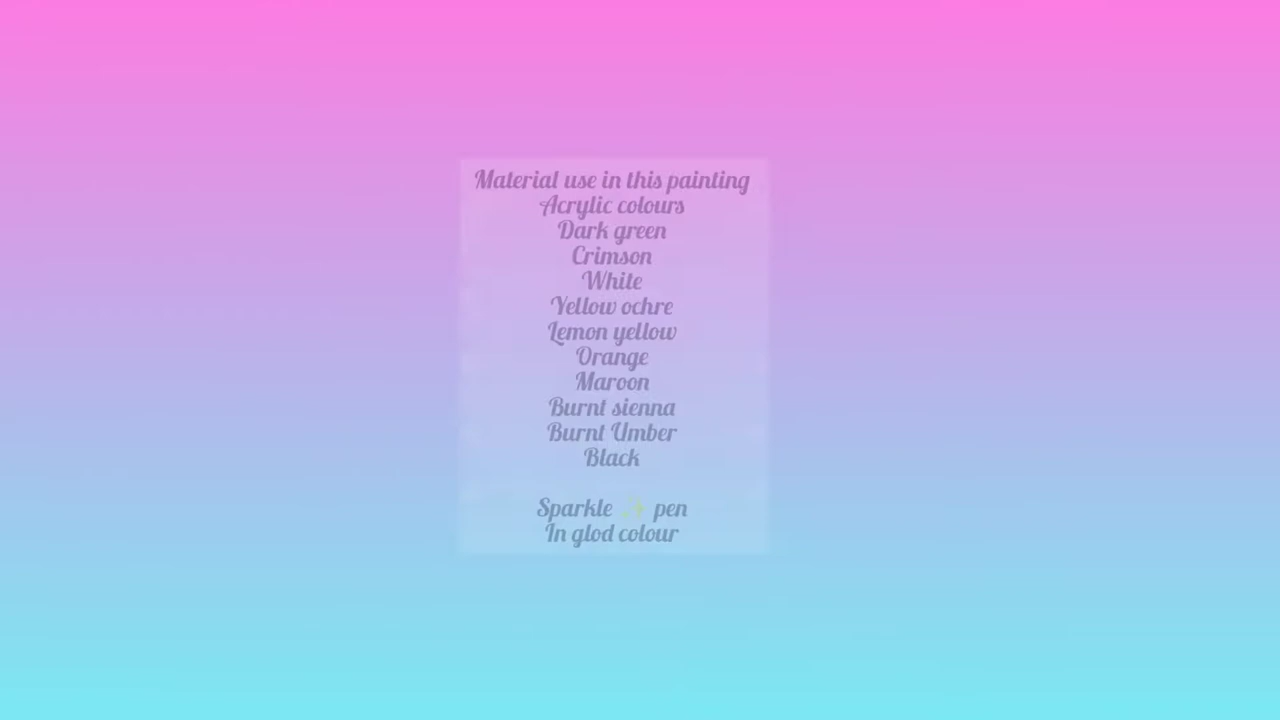 Material use in this painting
Acrylic colours
Dark green
Crimson
White
Yellow ochre
Lemon yellow
Orange
Maroon
Burnt sienna
Burnt Umber
Black
Sparkle ✨ pen
In glod colour